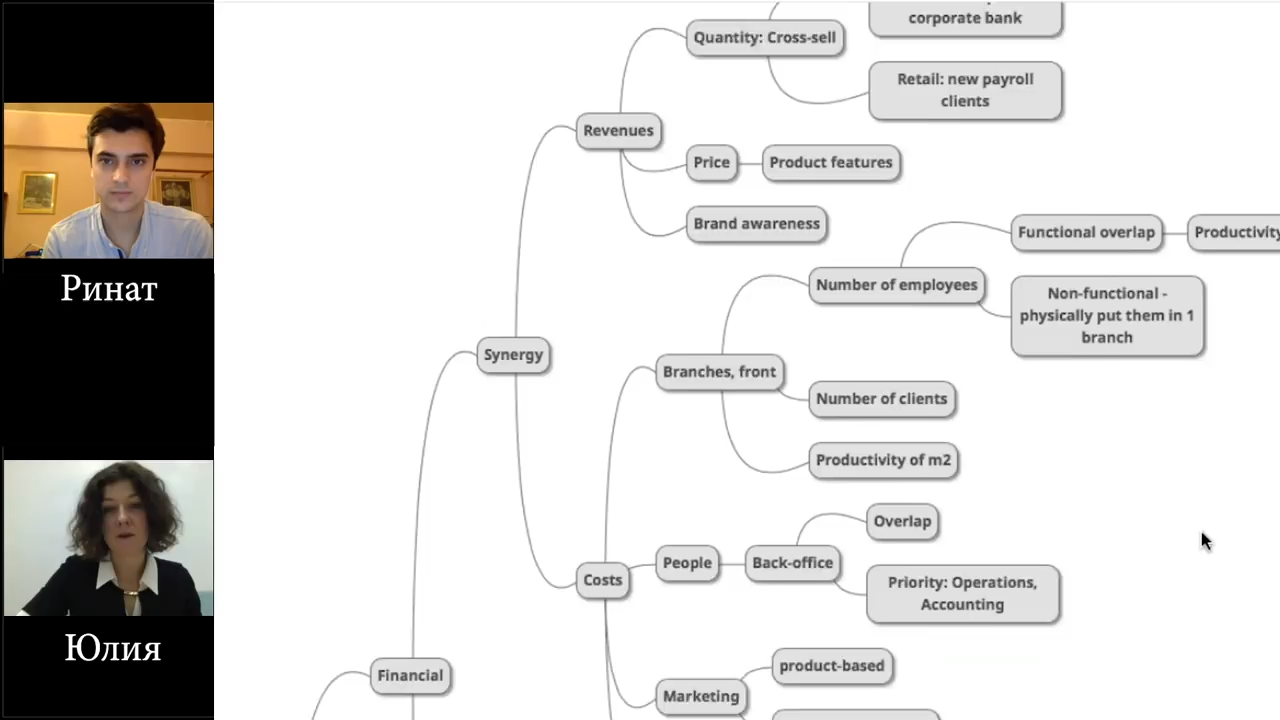 Ринат
Юлия
corporate bank
Quantity: Cross-sell
Retail: new payroll
clients
Revenues
Price
Product features
Brand awareness
Functional overlap
Productivity
Number of employees
Non-functional -
physically put them in 1
branch
Synergy
Branches, front
Number of clients
Productivity of m2
Overlap
People
Back-office
Costs
Priority: Operations,
Accounting
product-based
Financial
Marketing